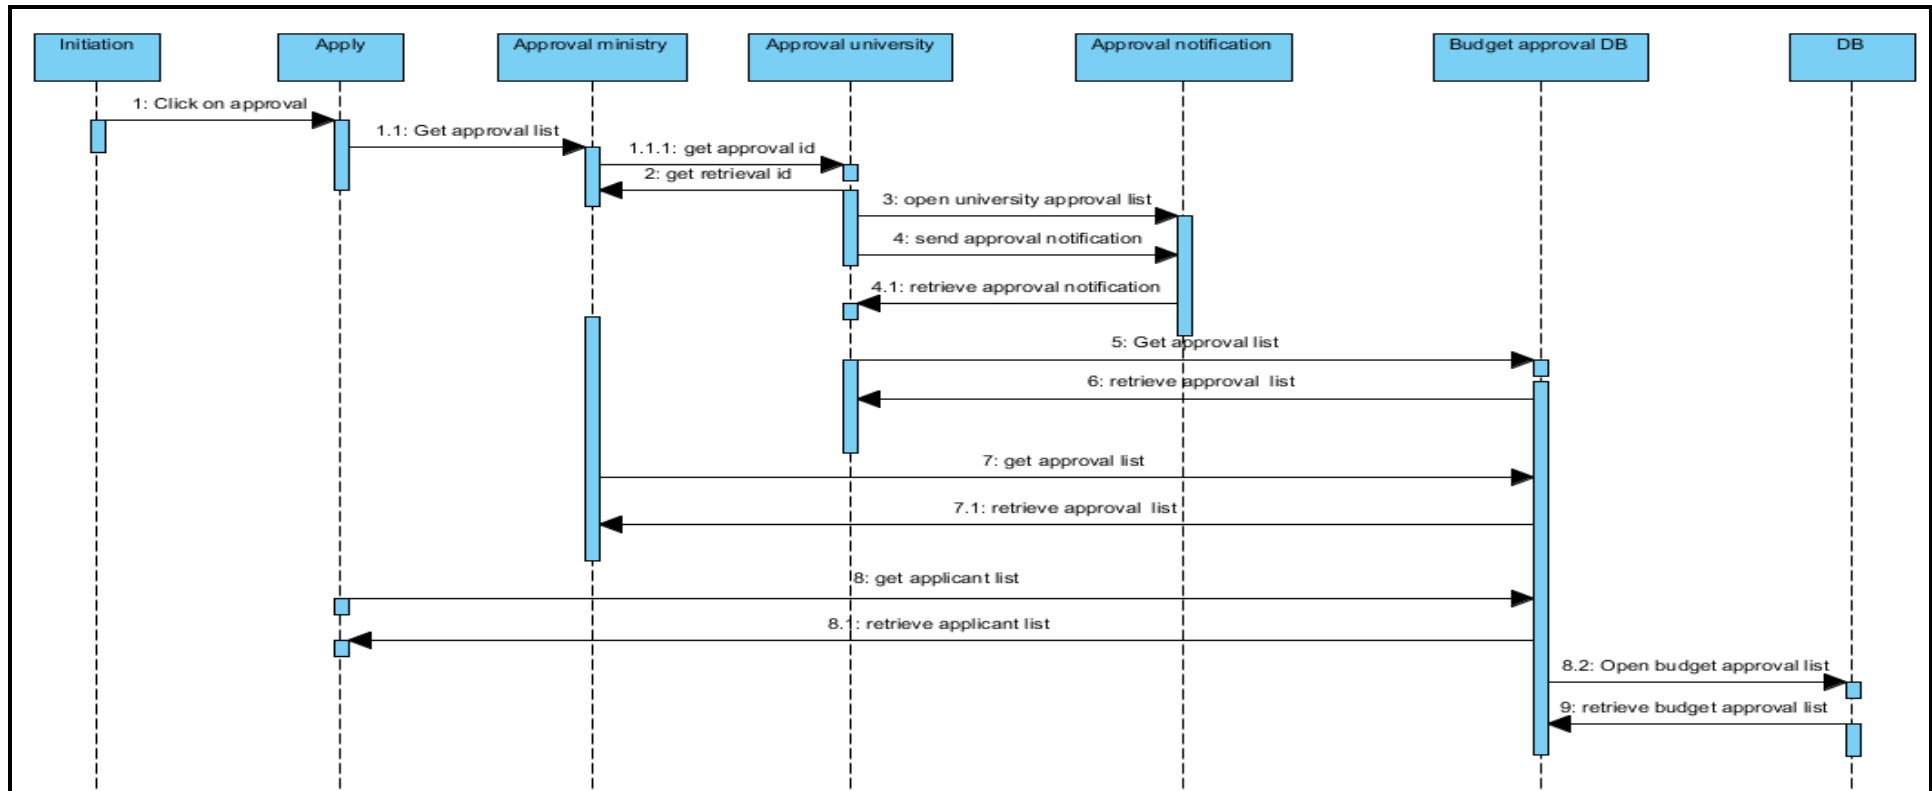 Initiation
Apply
Approval ministry
Approval university
Approval notification
Budget approval DB
DB
1: Click on approval
1.1: Get approval list
1.1.1: get approval id
2: get retrieval id
3: open university approval list
4: send approval notification
4.1: retrieve approval notification
5: Get approval list
6: retrieve approval list
7: get approval list
7.1: retrieve approval list
8: get applicant list
8.1: retrieve applicant list
8.2: Open budget approval list
9: retrieve budget approval list